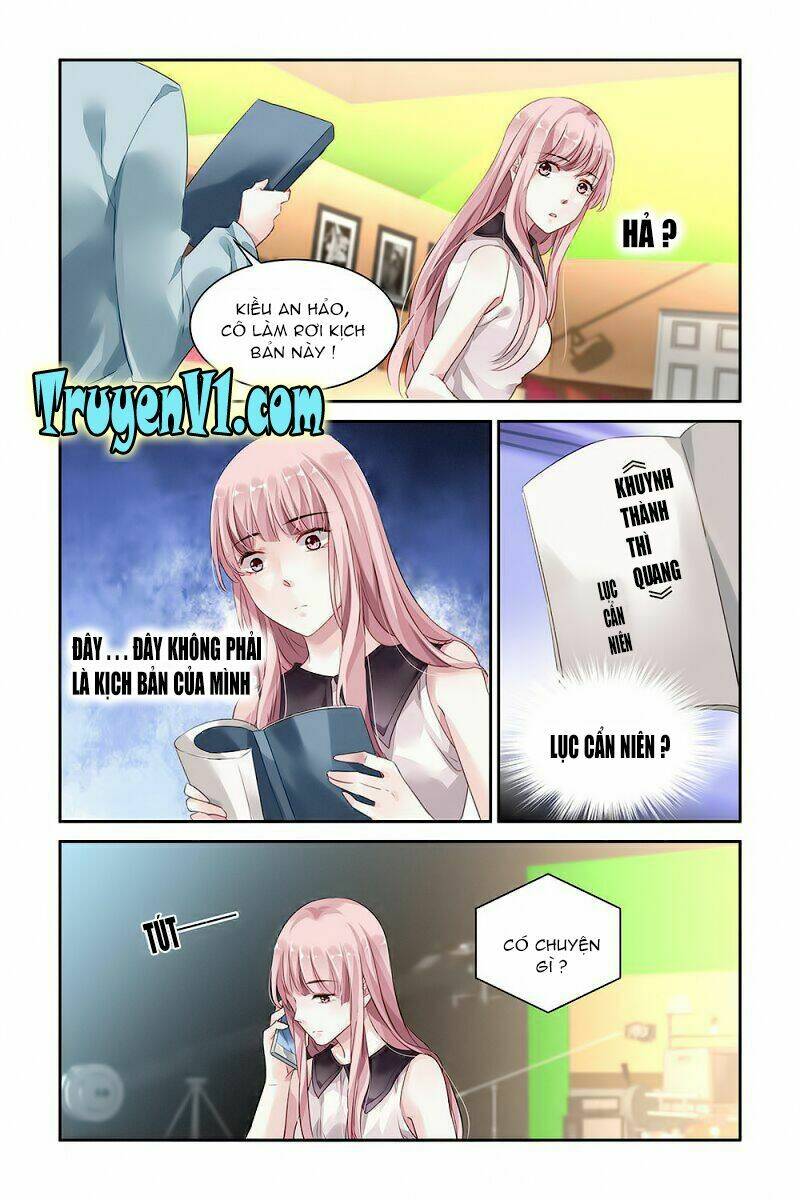 HẢ ?
KIỀU AN HẢO,
CÔ LÀM RƠI KỊCH
BẢN NÀY !
TruyenV1.com
ĐÂY . . . ĐÂY KHÔNG PHẢI
LÀ KỊCH BẢN CỦA MÌNH
《KHUYNH
THÀNH
THÌ
QUANG》
LỤC
CẨN
NIÊN
LỤC CẨN NIÊN ?
TÚT
CÓ CHUYỆN
GÌ ?